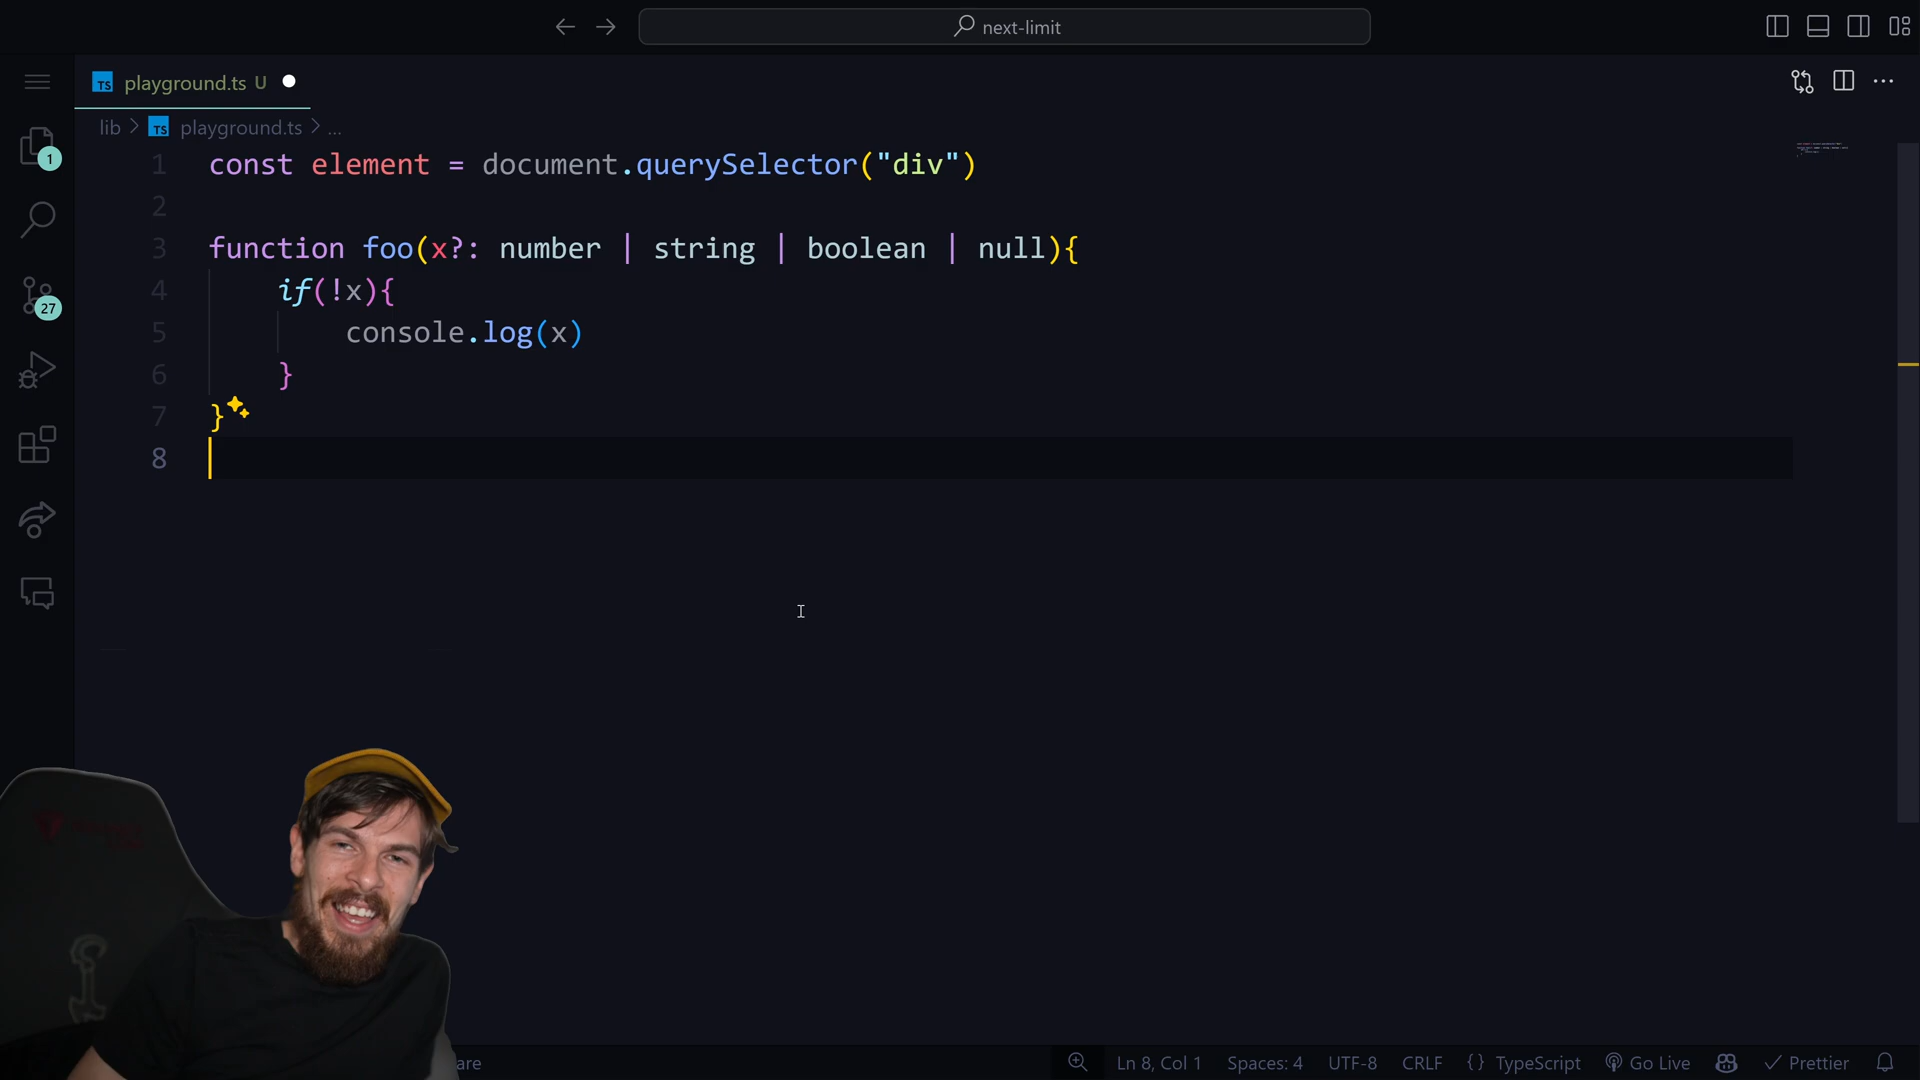 next-limit
TS playground.ts U
lib > TS playground.ts > ...
1 const element = document.querySelector("div")
2
3 function foo(x?: number | string | boolean | null){
4 if(!x){
5 console.log(x)
6 }
7 }
8
1
27
are
Ln 8, Col 1 Spaces: 4 UTF-8 CRLF {} TypeScript Go Live Prettier